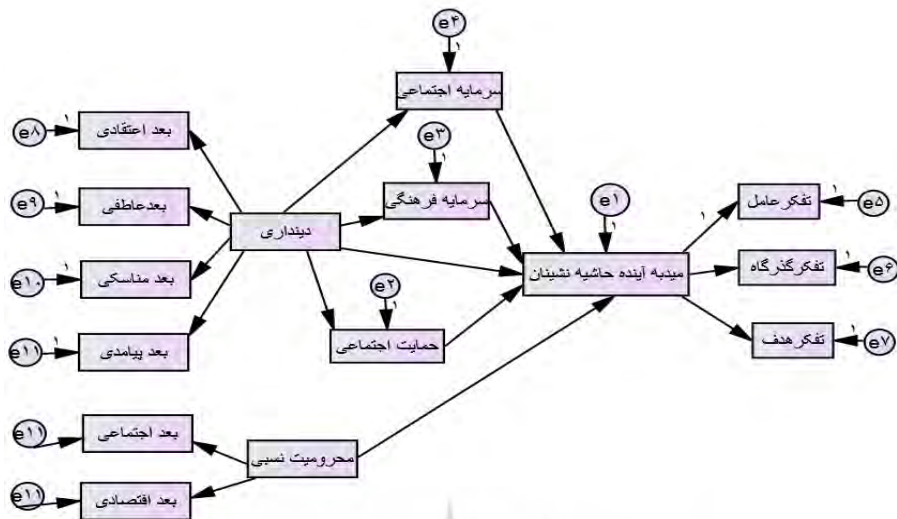 e۴
۱
سرمایه اجتماعی
e۸
۱
بعد اعتقادی
e۳
۱
سرمایه فرهنگی
e۹
۱
بعدعاطفی
دینداری
e۱
۱
میدبه آینده حاشیه نشینان
۱
تفکرعامل
۱
e۵
e۱۰
۱
بعد مناسکی
e۲
۱
حمایت اجتماعی
تفکرگذرگاه
۱
e۶
e۱۱
۱
بعد پیامدی
تفکرهدف
۱
e۷
e۱۱
بعد اجتماعی
محرومیت نسبی
e۱۱
بعد اقتصادی